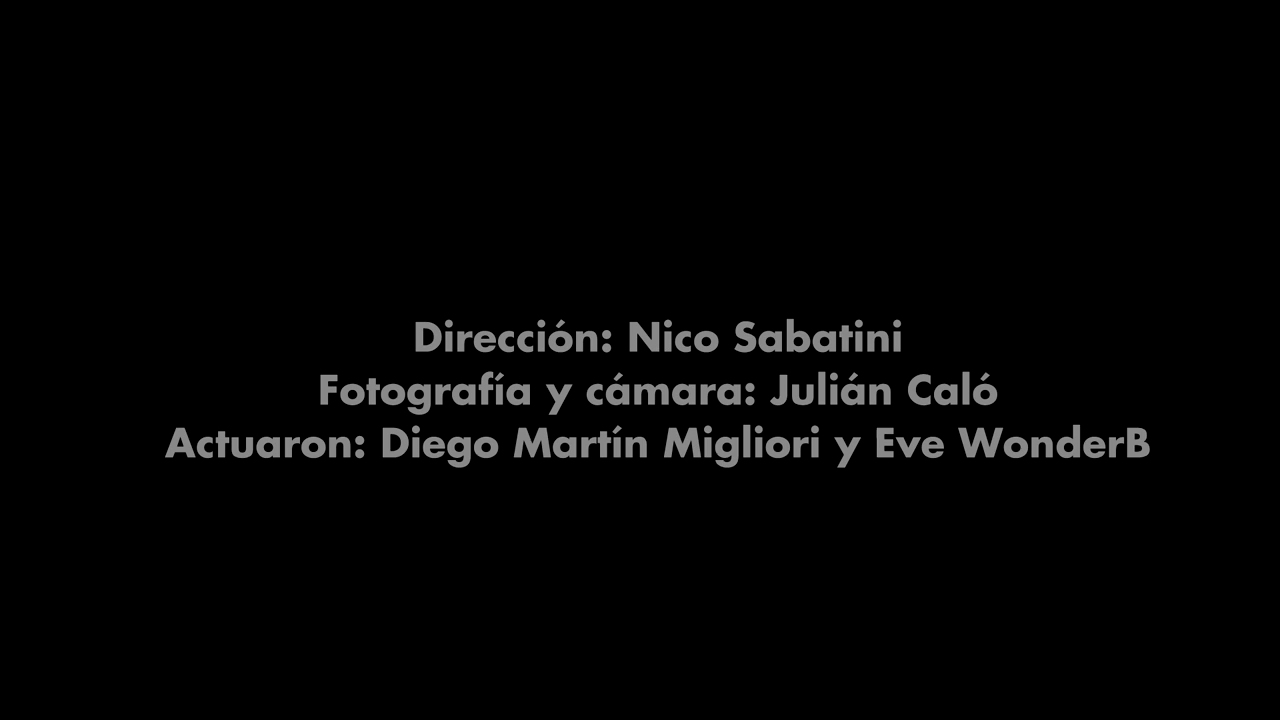 Dirección: Nico Sabatini
Fotografía y cámara: Julián Caló
Actuaron: Diego Martín Migliori y Eve WonderB